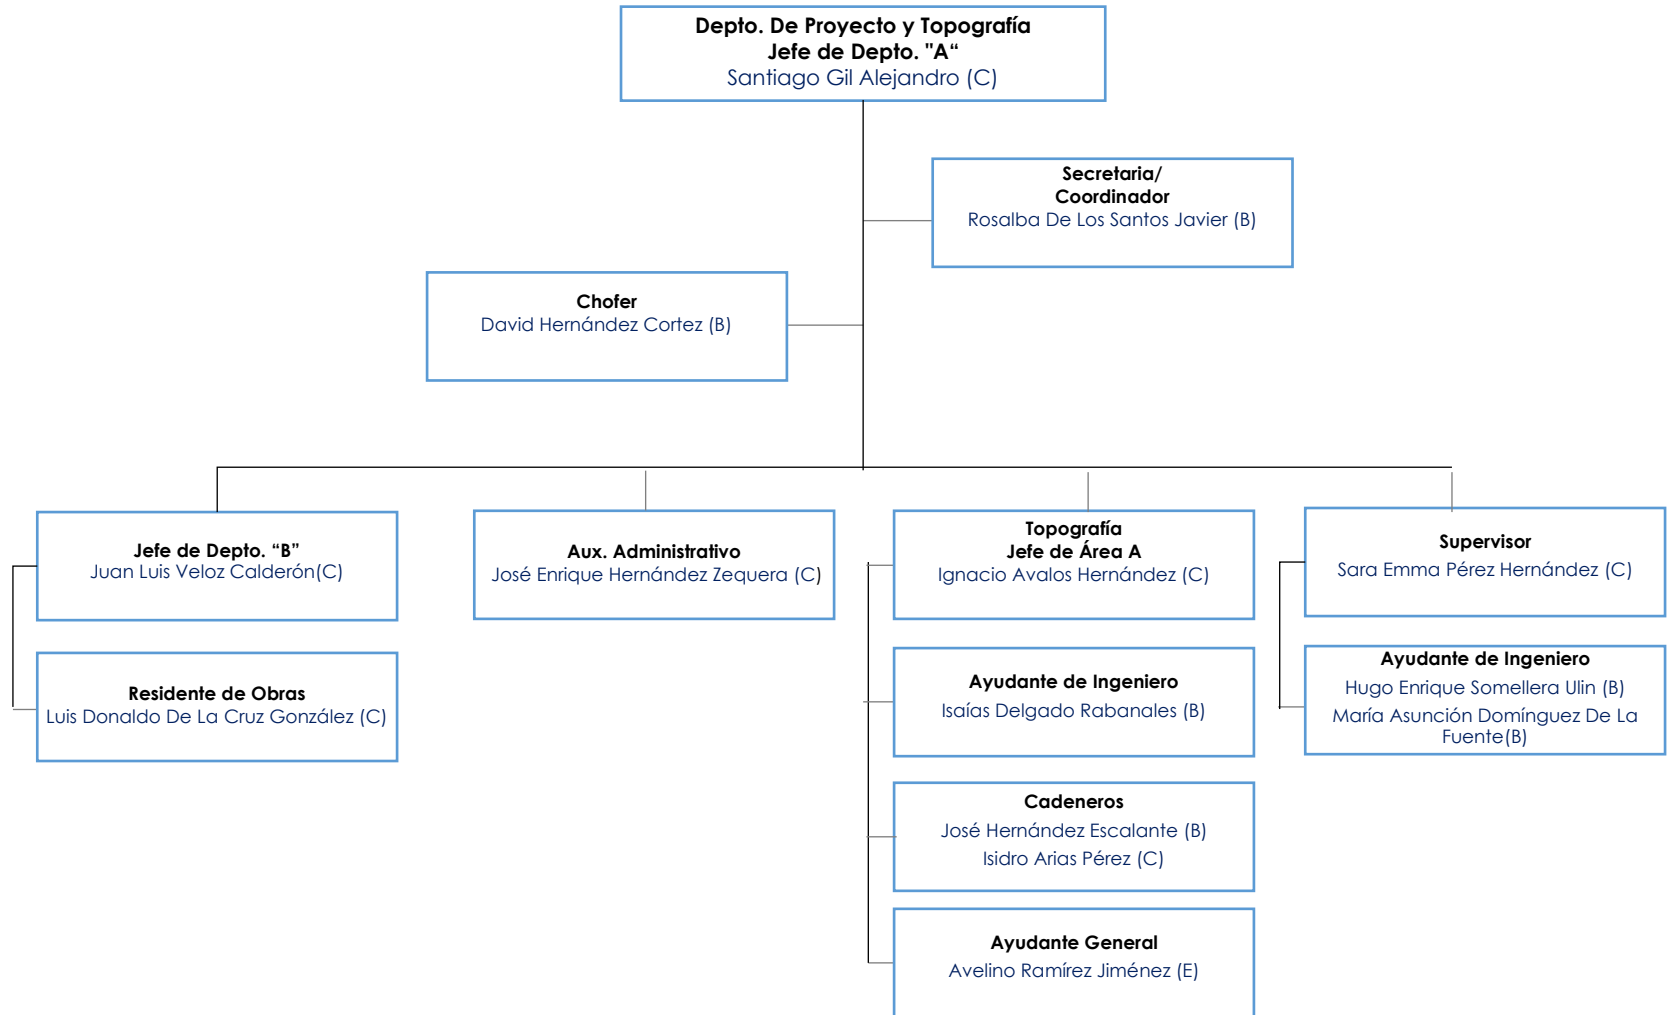 Depto. De Proyecto y Topografía
Jefe de Depto. "A“
Santiago Gil Alejandro (C)
Secretaria/
Coordinador
Rosalba De Los Santos Javier (B)
Chofer
David Hernández Cortez (B)
Jefe de Depto. “B”
Juan Luis Veloz Calderón(C)
Residente de Obras
Luis Donaldo De La Cruz González (C)
Aux. Administrativo
José Enrique Hernández Zequera (C)
Topografía
Jefe de Área A
Ignacio Avalos Hernández (C)
Ayudante de Ingeniero
Isaías Delgado Rabanales (B)
Cadeneros
José Hernández Escalante (B)
Isidro Arias Pérez (C)
Ayudante General
Avelino Ramírez Jiménez (E)
Supervisor
Sara Emma Pérez Hernández (C)
Ayudante de Ingeniero
Hugo Enrique Somellera Ulin (B)
María Asunción Domínguez De La
Fuente(B)